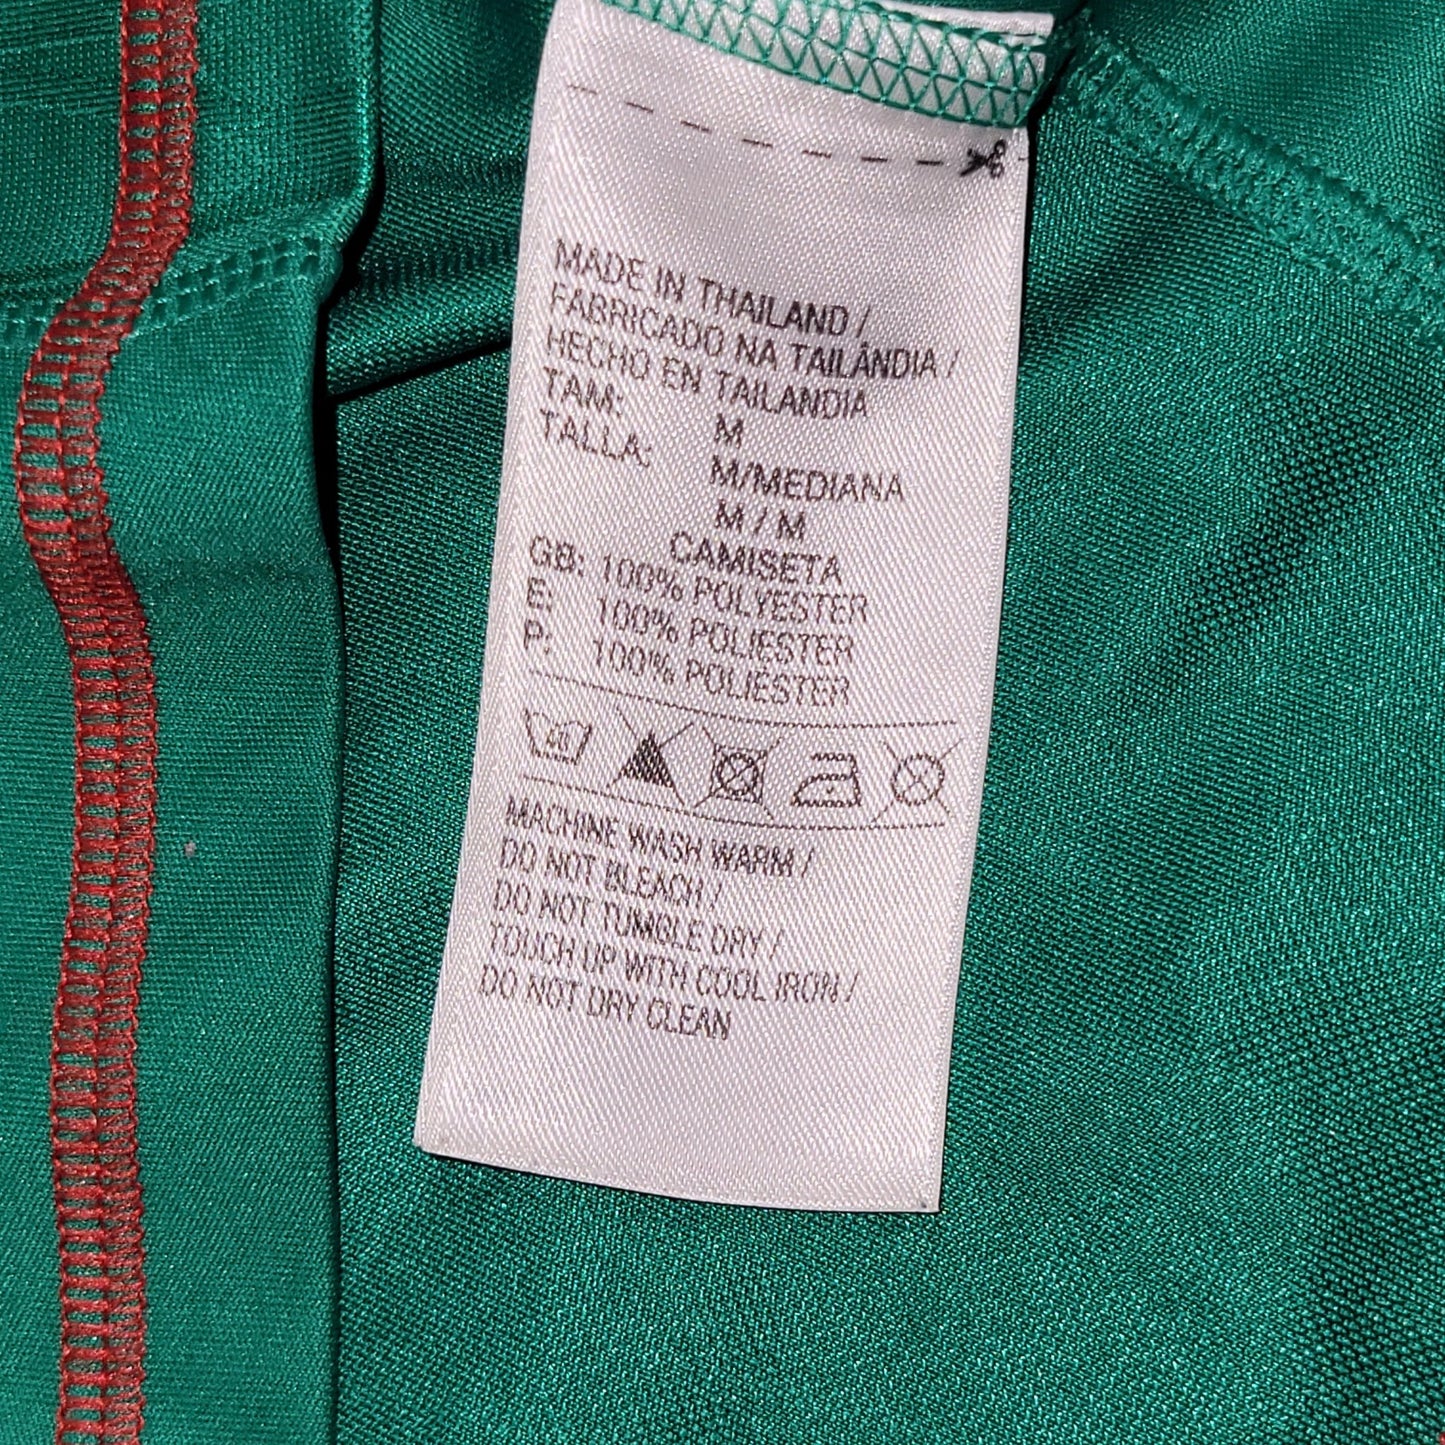 MADE IN THAILAND /
FABRICADO NA TAILÂNDIA /
HECHO EN TAILANDIA
TAM: M
TALLA: M/MEDIANA
M / M
CAMISETA
GB: 100% POLYESTER
E: 100% POLIESTER
P: 100% POLIÉSTER
40
MACHINE WASH WARM /
DO NOT BLEACH /
DO NOT TUMBLE DRY /
TOUCH UP WITH COOL IRON /
DO NOT DRY CLEAN